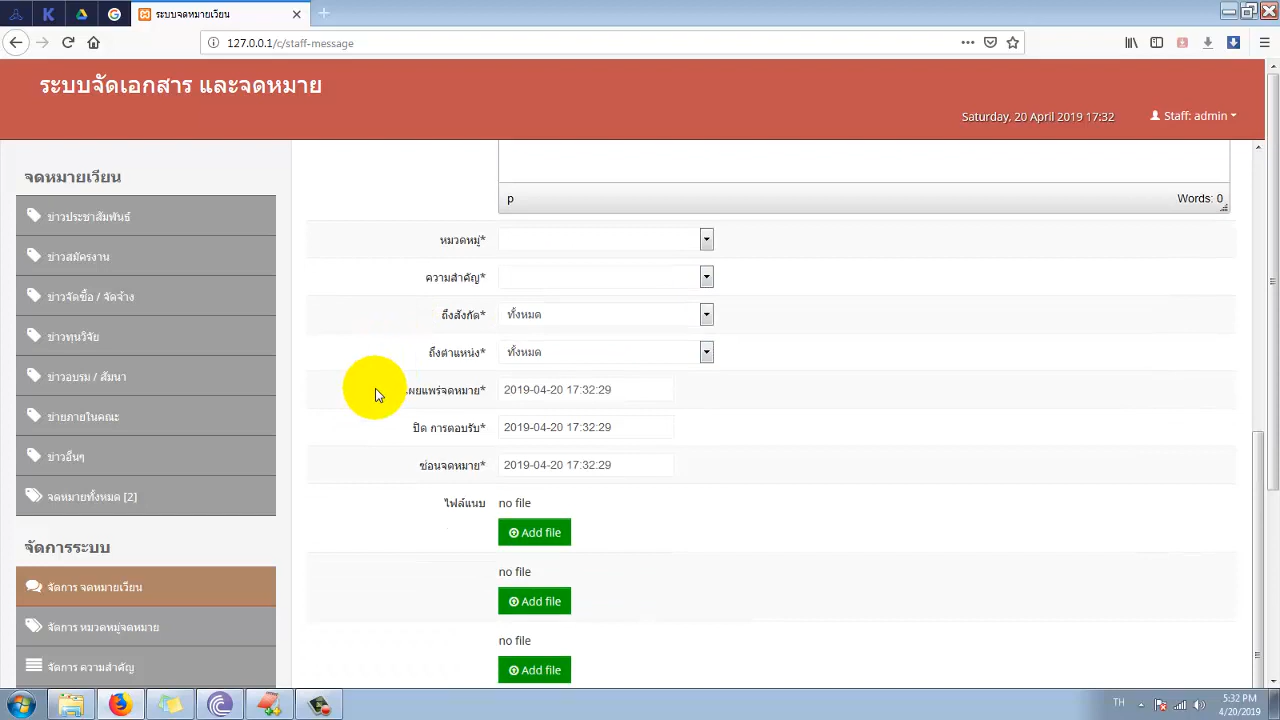 ระบบจดหมายเวียน
127.0.0.1/c/staff-message
ระบบจัดเอกสาร และจดหมาย
Saturday, 20 April 2019 17:32
Staff: admin
จดหมายเวียน
ข่าวประชาสัมพันธ์
ข่าวสมัครงาน
ข่าวจัดซื้อ / จัดจ้าง
ข่าวทุนวิจัย
ข่าวอบรม / สัมนา
ข่ายภายในคณะ
ข่าวอื่นๆ
จดหมายทั้งหมด [2]
จัดการระบบ
จัดการ จดหมายเวียน
จัดการ หมวดหมู่จดหมาย
จัดการ ความสำคัญ
p
Words: 0
หมวดหมู่*
ความสำคัญ*
ถึงสังกัด* ทั้งหมด
ถึงตำแหน่ง* ทั้งหมด
เผยแพร่จดหมาย* 2019-04-20 17:32:29
ปิด การตอบรับ* 2019-04-20 17:32:29
ซ่อนจดหมาย* 2019-04-20 17:32:29
ไฟล์แนบ no file
Add file
no file
Add file
no file
Add file
TH
5:32 PM
4/20/2019